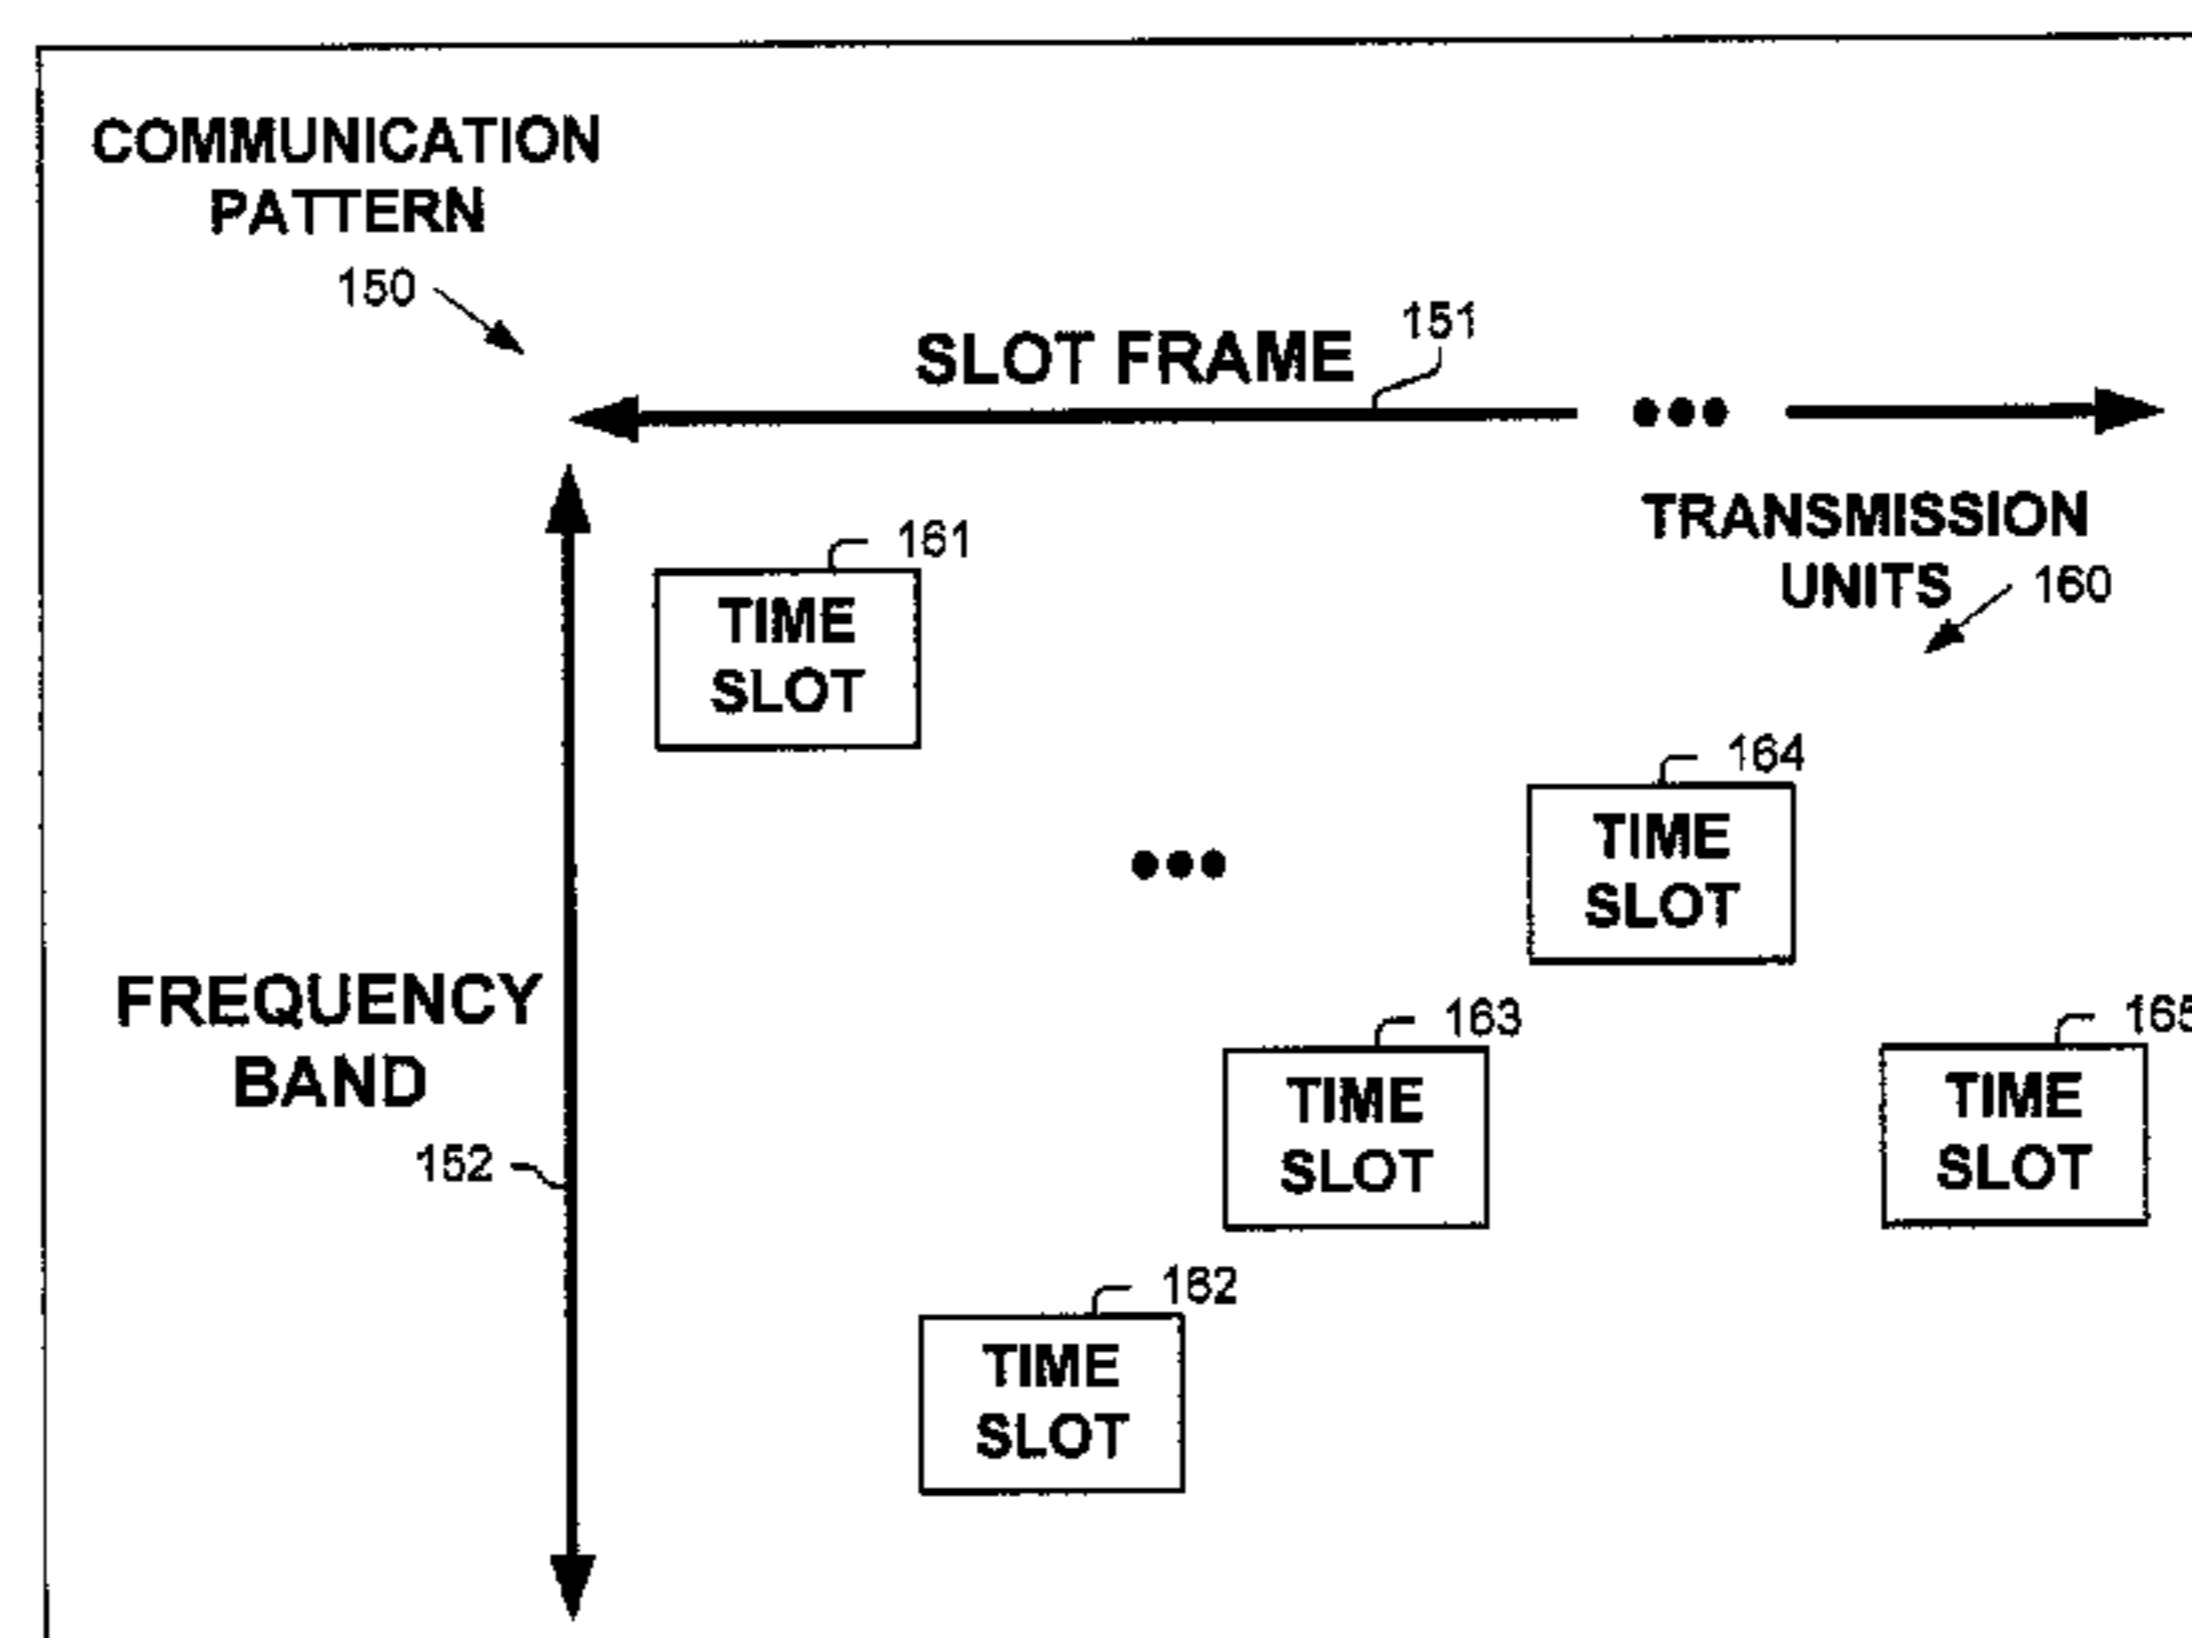 COMMUNICATION
PATTERN
150
SLOT FRAME
151
TRANSMISSION
UNITS
160
161
TIME
SLOT
164
TIME
SLOT
FREQUENCY
BAND
152
163
TIME
SLOT
165
TIME
SLOT
162
TIME
SLOT